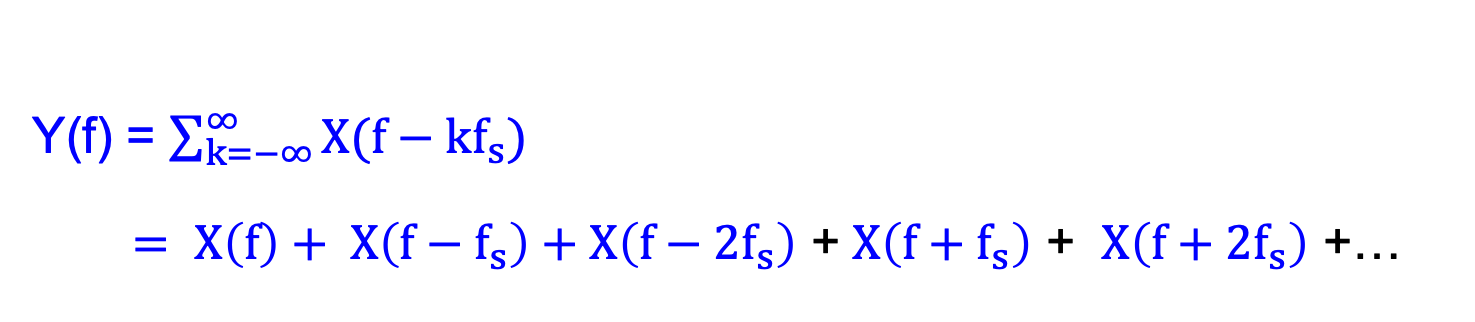 Y(f) = ∑_{k=−∞}^{∞} X(f − kf_s)
= X(f) + X(f − f_s) + X(f − 2f_s) + X(f + f_s) + X(f + 2f_s) +…